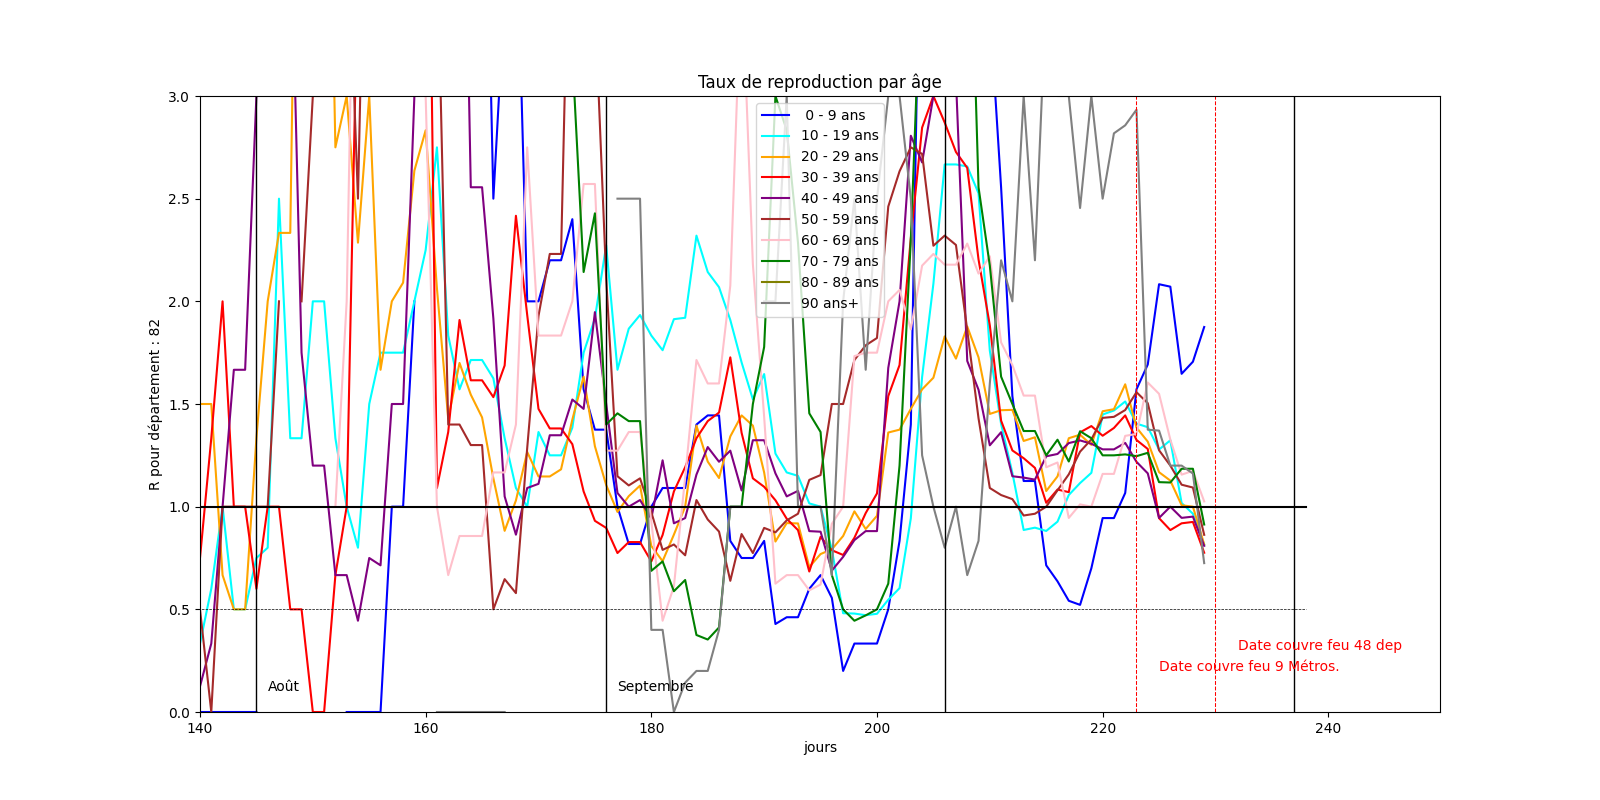 Taux de reproduction par âge
R pour département : 82
3.0
2.5
2.0
1.5
1.0
0.5
0.0
0 - 9 ans
10 - 19 ans
20 - 29 ans
30 - 39 ans
40 - 49 ans
50 - 59 ans
60 - 69 ans
70 - 79 ans
80 - 89 ans
90 ans+
Date couvre feu 48 dep
Date couvre feu 9 Métros.
Août
Septembre
140
160
180
200
220
240
jours